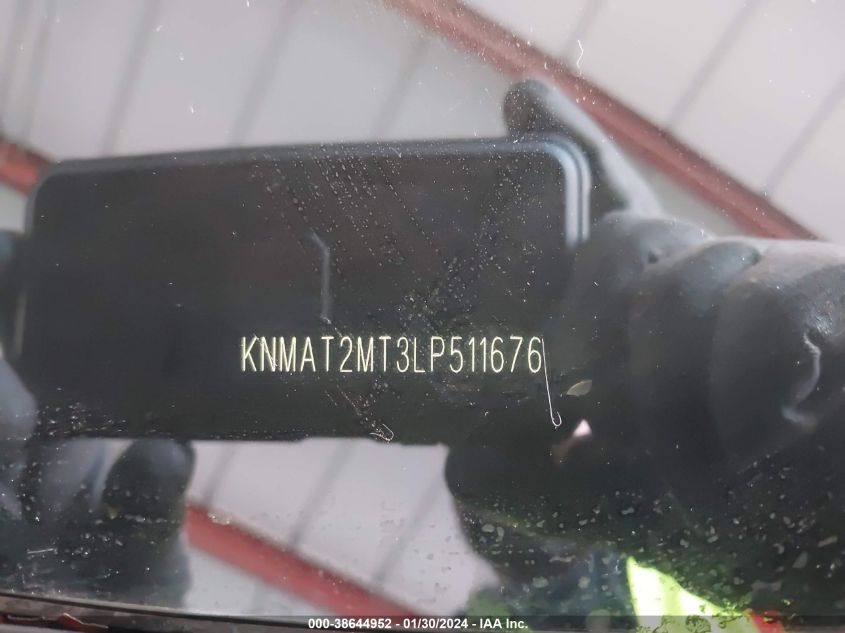 KNMAT2MT3LP511676
000-38644952 - 01/30/2024 - IAA Inc.